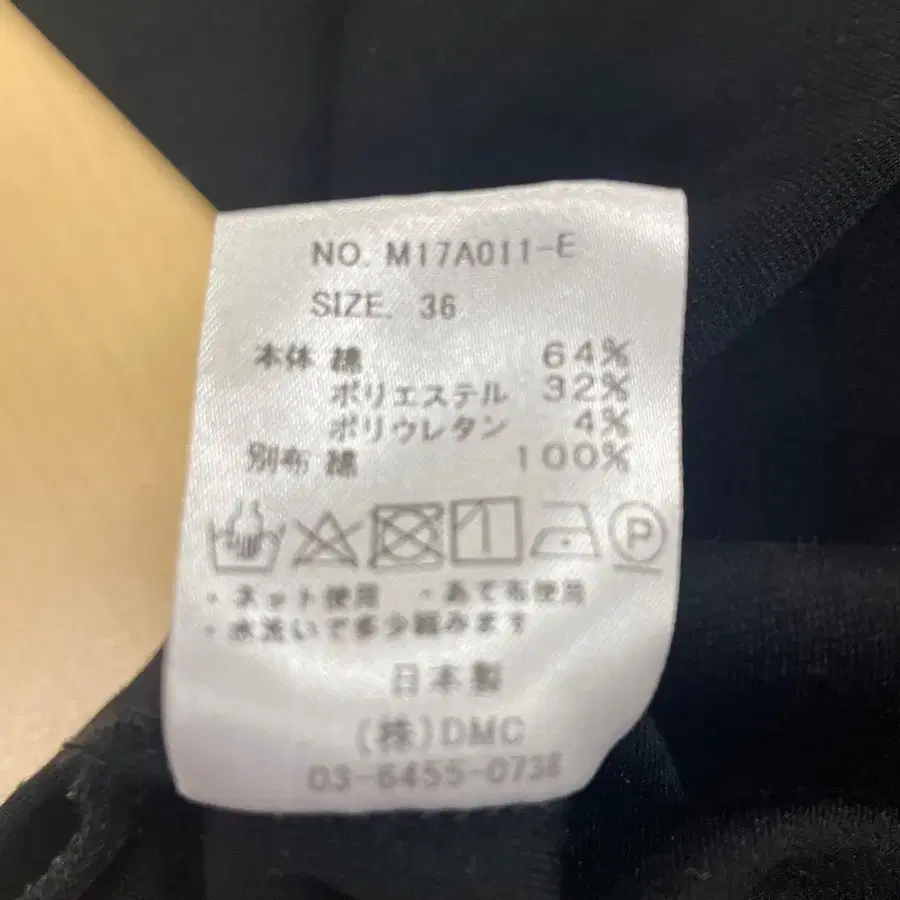 NO. M17A011-E
SIZE. 36
本体 綿 64%
ポリエステル 32%
ポリウレタン 4%
別布 綿 100%
P
・ネット使用 ・あて布使用
・水洗いで多少縮みます
日本製
(株)DMC
03-6455-0738